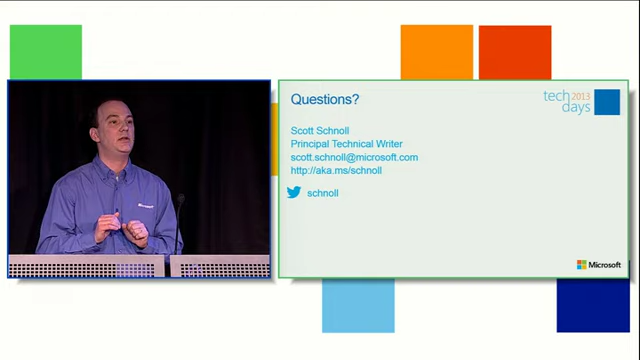 Questions?
tech 2013
days
Scott Schnoll
Principal Technical Writer
scott.schnoll@microsoft.com
http://aka.ms/schnoll
schnoll
Microsoft
Microsoft